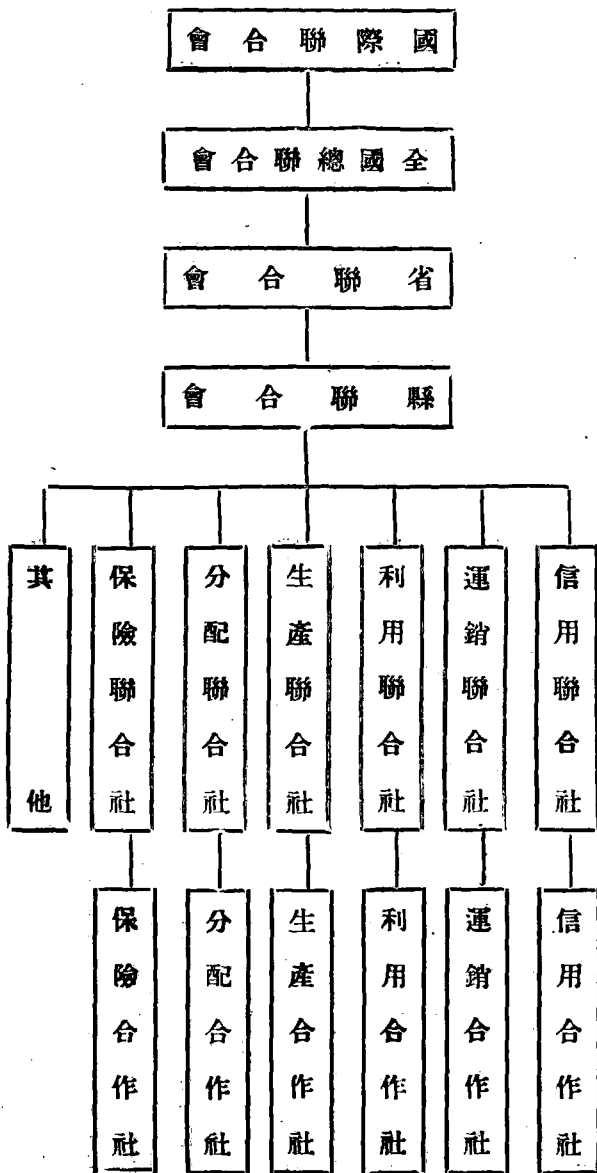 國際聯合會
全國總聯合會
省聯合會
縣聯合會
信用聯合社
運銷聯合社
利用聯合社
生產聯合社
分配聯合社
保險聯合社
其他
信用合作社
運銷合作社
利用合作社
生產合作社
分配合作社
保險合作社